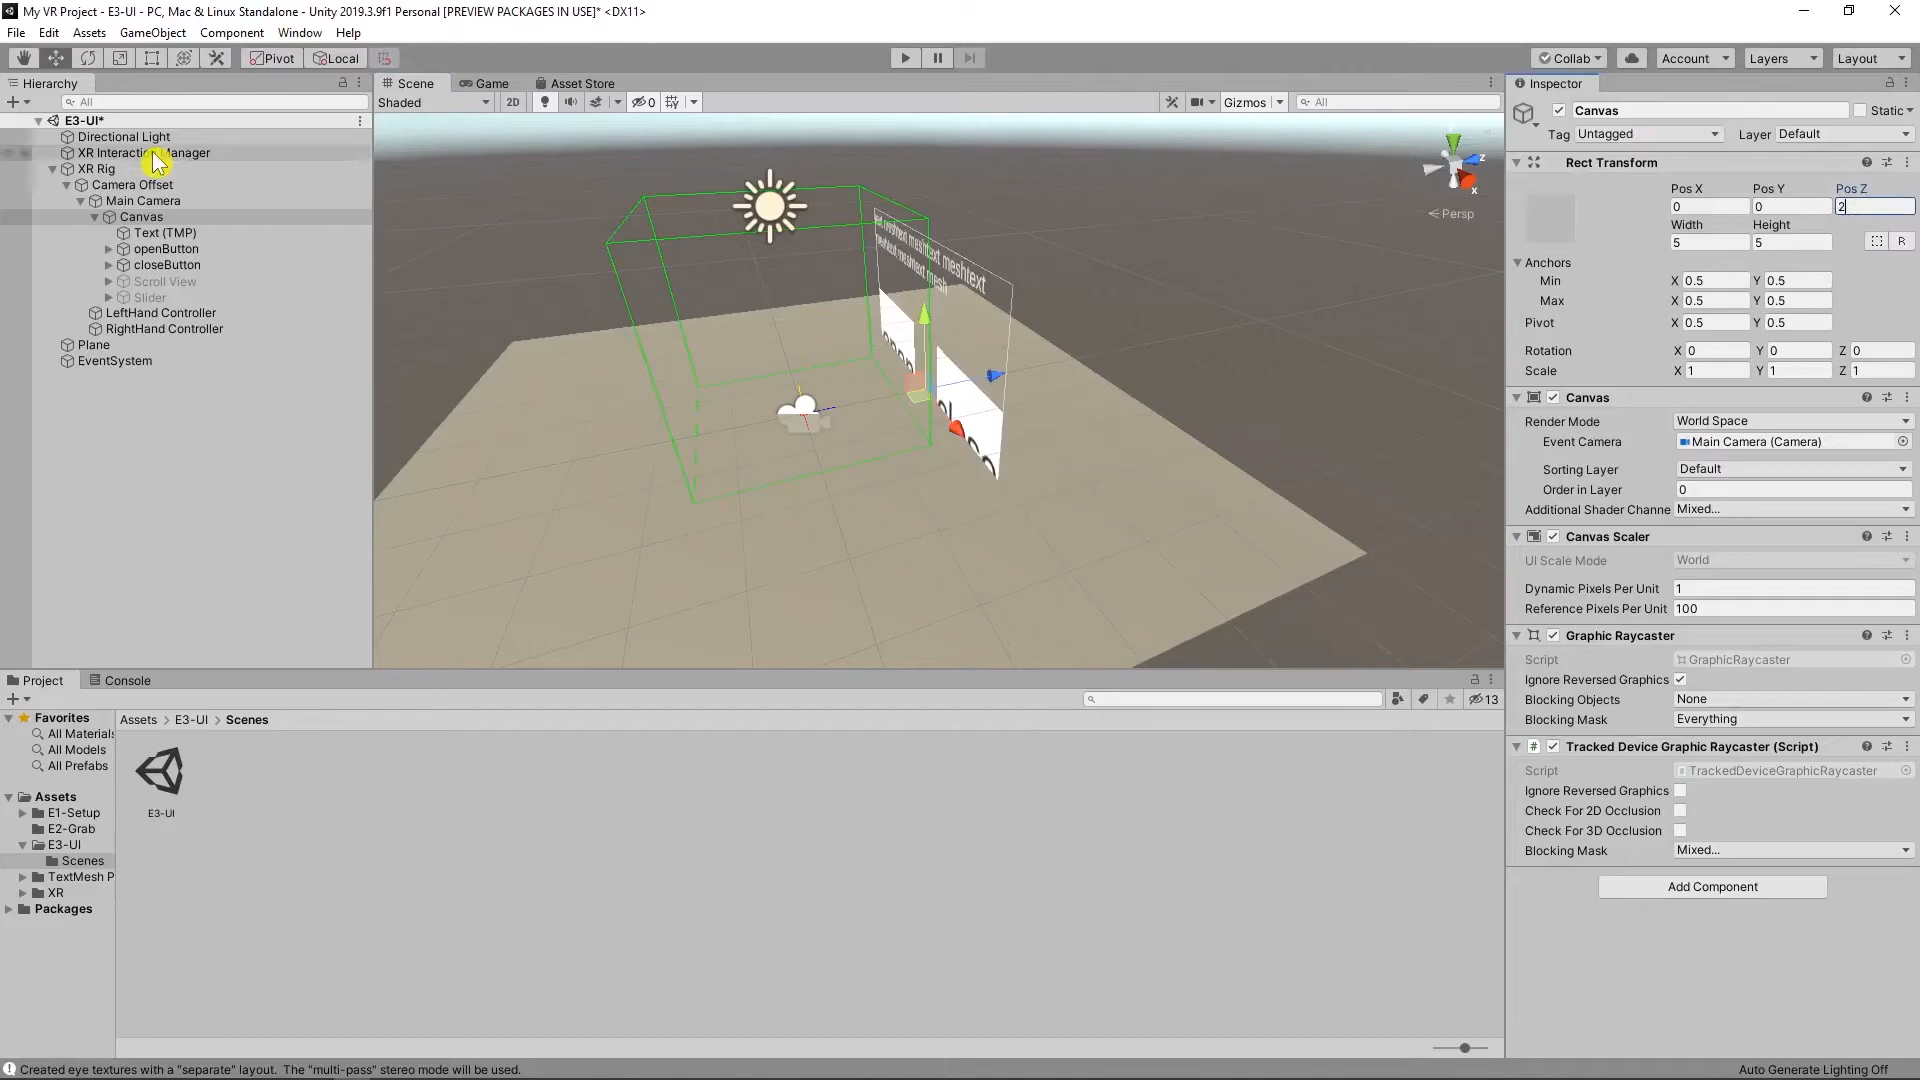 My VR Project - E3-UI - PC, Mac & Linux Standalone - Unity 2019.3.9f1 Personal [PREVIEW PACKAGES IN USE]* <DX11>
File Edit Assets GameObject Component Window Help
Pivot Local Collab Account Layers Layout
Hierarchy
All
E3-UI*
Directional Light
XR Interaction Manager
XR Rig
Camera Offset
Main Camera
Canvas
Text (TMP)
openButton
closeButton
Scroll View
Slider
LeftHand Controller
RightHand Controller
Plane
EventSystem
Scene Game Asset Store
Shaded 2D 0 Gizmos All
z
x
Persp
meshtext meshtext
meshtext mesh
Inspector
Canvas Static
Tag Untagged Layer Default
Rect Transform
Pos X Pos Y Pos Z
0 0 2
Width Height
5 5 R
Anchors
Min X 0.5 Y 0.5
Max X 0.5 Y 0.5
Pivot X 0.5 Y 0.5
Rotation X 0 Y 0 Z 0
Scale X 1 Y 1 Z 1
Canvas
Render Mode World Space
Event Camera Main Camera (Camera)
Sorting Layer Default
Order in Layer 0
Additional Shader Channe Mixed...
Canvas Scaler
UI Scale Mode World
Dynamic Pixels Per Unit 1
Reference Pixels Per Unit 100
Graphic Raycaster
Script GraphicRaycaster
Ignore Reversed Graphics
Blocking Objects None
Blocking Mask Everything
# Tracked Device Graphic Raycaster (Script)
Script TrackedDeviceGraphicRaycaster
Ignore Reversed Graphics
Check For 2D Occlusion
Check For 3D Occlusion
Blocking Mask Mixed...
Add Component
Project Console
13
Favorites
All Materials
All Models
All Prefabs
Assets
E1-Setup
E2-Grab
E3-UI
Scenes
TextMesh P
XR
Packages
Assets > E3-UI > Scenes
E3-UI
Created eye textures with a "separate" layout. The "multi-pass" stereo mode will be used.
Auto Generate Lighting Off